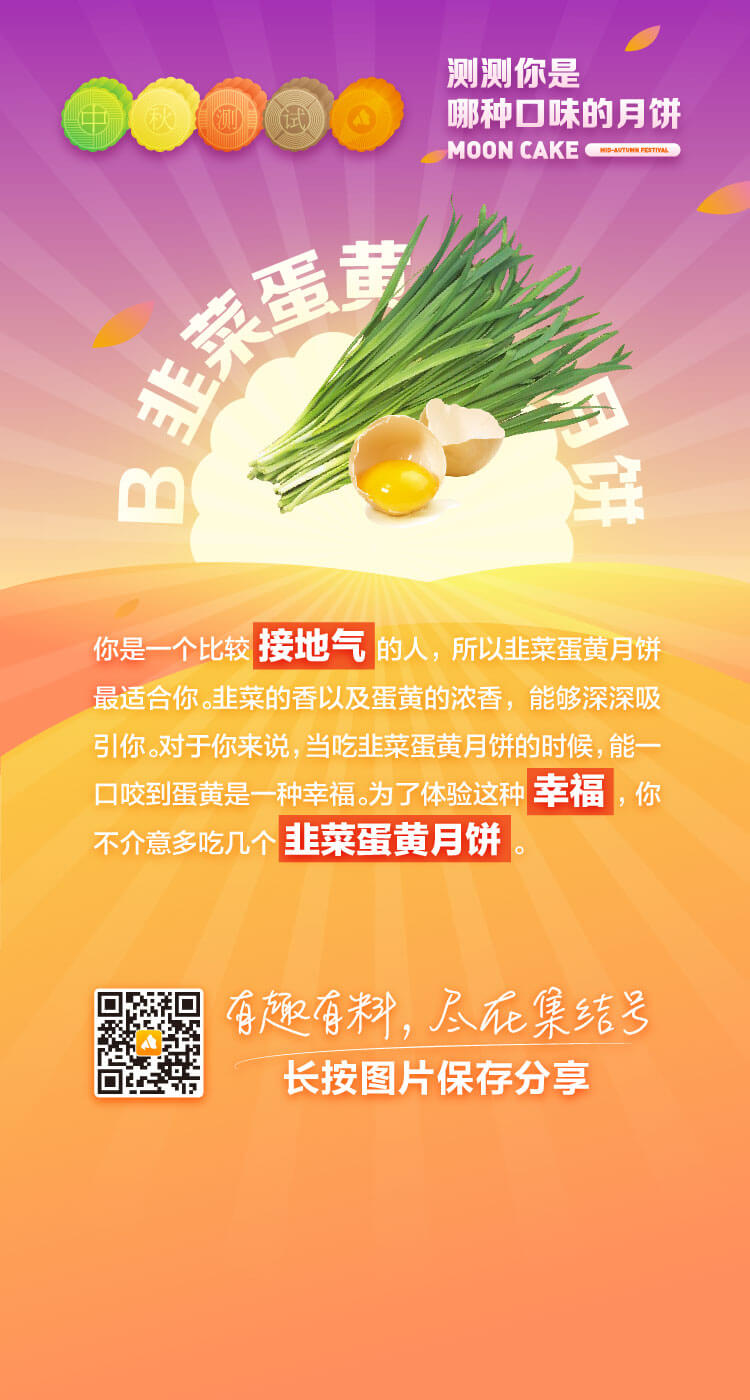 中秋测试
测测你是
哪种口味的月饼
MOON CAKE MID-AUTUMN FESTIVAL
B韭菜蛋黄月饼
你是一个比较接地气的人，所以韭菜蛋黄月饼
最适合你。韭菜的香以及蛋黄的浓香，能够深深吸
引你。对于你来说，当吃韭菜蛋黄月饼的时候，能一
口咬到蛋黄是一种幸福。为了体验这种幸福，你
不介意多吃几个韭菜蛋黄月饼。
有趣有料，尽在集结号
长按图片保存分享